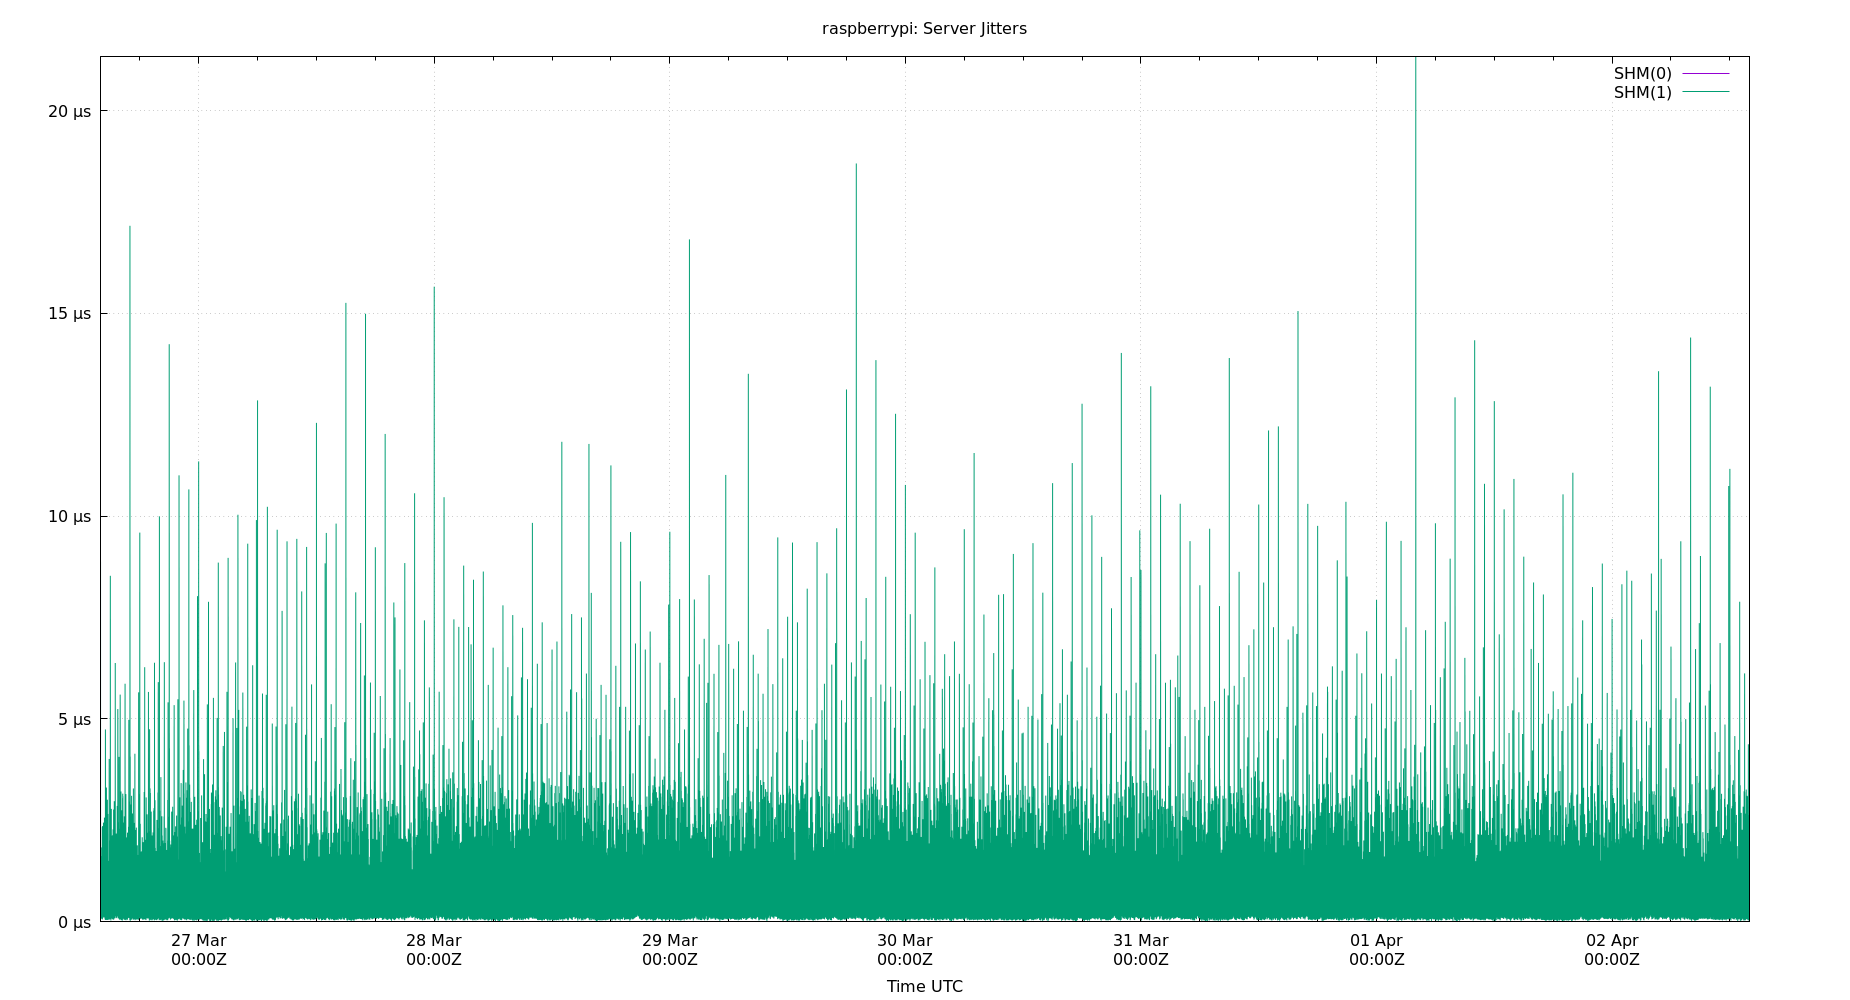 raspberrypi: Server Jitters
SHM(0)
SHM(1)
20 μs
15 μs
10 μs
5 μs
0 μs
27 Mar
00:00Z
28 Mar
00:00Z
29 Mar
00:00Z
30 Mar
00:00Z
31 Mar
00:00Z
01 Apr
00:00Z
02 Apr
00:00Z
Time UTC